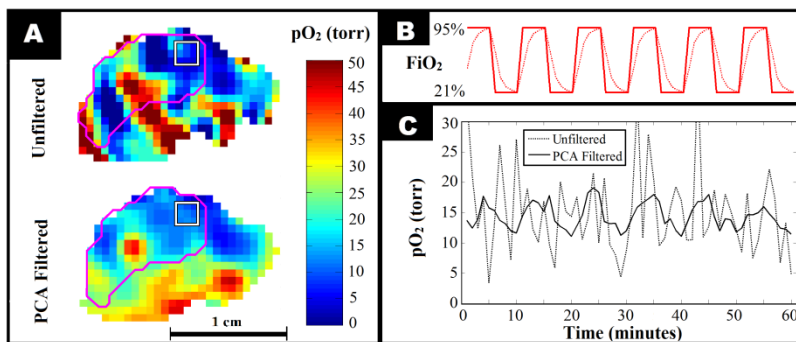 A
pO₂ (torr)
Unfiltered
PCA Filtered
50
45
40
35
30
25
20
15
10
5
0
1 cm
B
95%
FiO₂
21%
C
Unfiltered
PCA Filtered
pO₂ (torr)
30
25
20
15
10
5
0
0 10 20 30 40 50 60
Time (minutes)